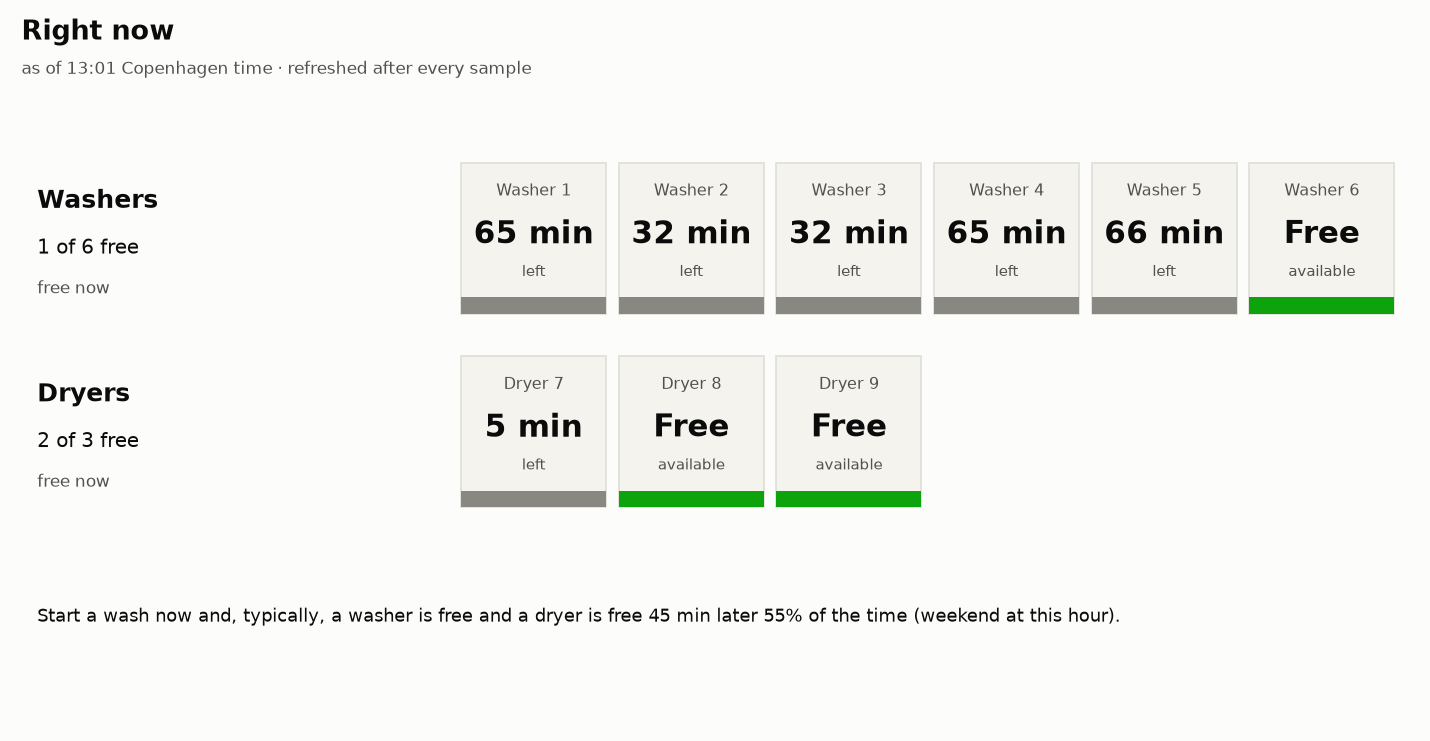 Right now
as of 13:01 Copenhagen time · refreshed after every sample
Washers
1 of 6 free
free now
Washer 1
65 min
left
Washer 2
32 min
left
Washer 3
32 min
left
Washer 4
65 min
left
Washer 5
66 min
left
Washer 6
Free
available
Dryers
2 of 3 free
free now
Dryer 7
5 min
left
Dryer 8
Free
available
Dryer 9
Free
available
Start a wash now and, typically, a washer is free and a dryer is free 45 min later 55% of the time (weekend at this hour).